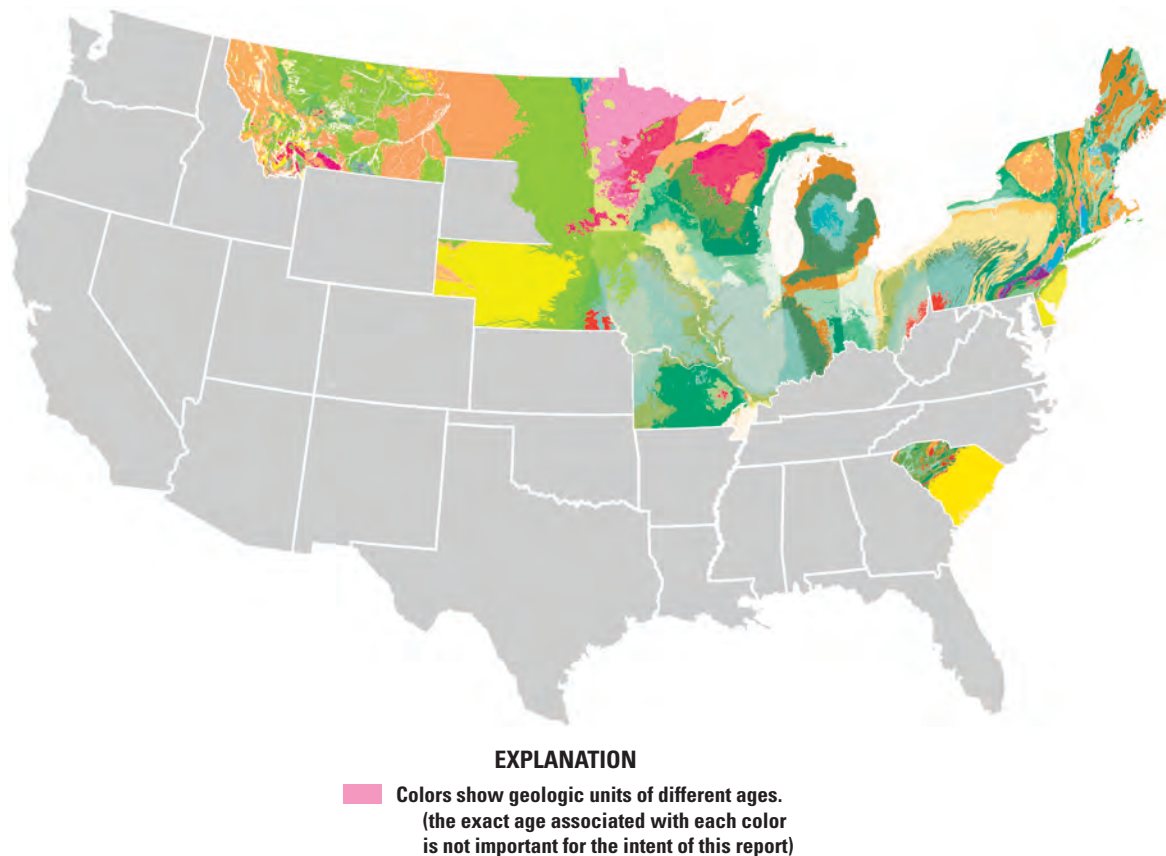 EXPLANATION
Colors show geologic units of different ages.
(the exact age associated with each color
is not important for the intent of this report)